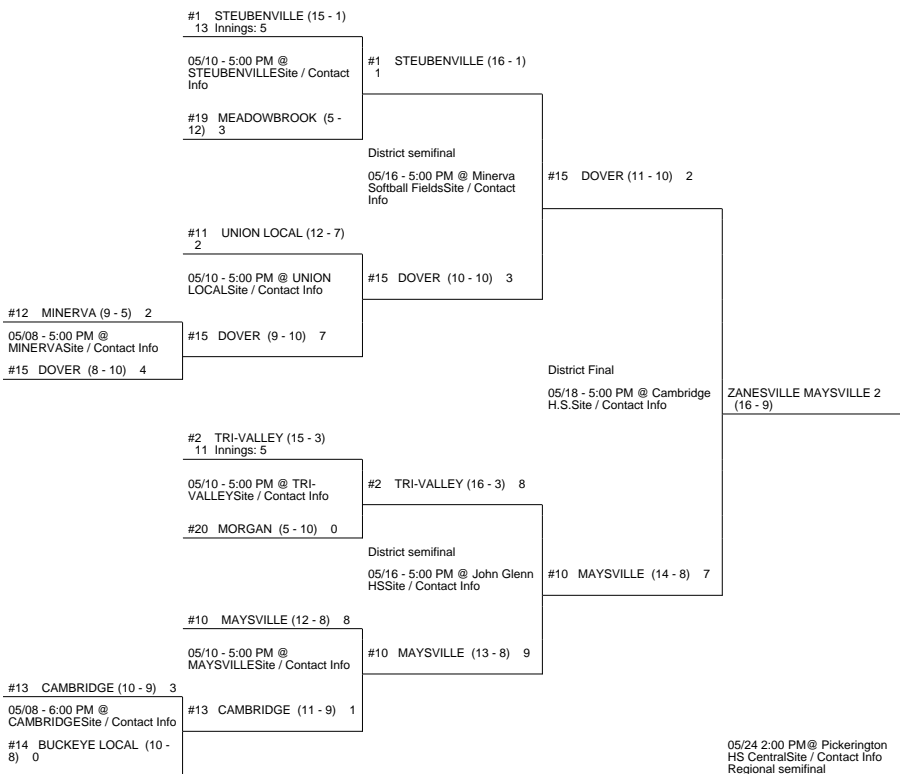 #1 STEUBENVILLE (15 - 1)
13 Innings: 5
05/10 - 5:00 PM @
STEUBENVILLESite / Contact
Info
#19 MEADOWBROOK (5 -
12) 3
#1 STEUBENVILLE (16 - 1)
1
District semifinal
05/16 - 5:00 PM @ Minerva
Softball FieldsSite / Contact
Info
#15 DOVER (11 - 10) 2
#11 UNION LOCAL (12 - 7)
2
05/10 - 5:00 PM @ UNION
LOCALSite / Contact Info
#15 DOVER (10 - 10) 3
#12 MINERVA (9 - 5) 2
05/08 - 5:00 PM @
MINERVASite / Contact Info
#15 DOVER (8 - 10) 4
#15 DOVER (9 - 10) 7
District Final
05/18 - 5:00 PM @ Cambridge
H.S.Site / Contact Info
ZANESVILLE MAYSVILLE 2
(16 - 9)
#2 TRI-VALLEY (15 - 3)
11 Innings: 5
05/10 - 5:00 PM @ TRI-
VALLEYSite / Contact Info
#20 MORGAN (5 - 10) 0
#2 TRI-VALLEY (16 - 3) 8
District semifinal
05/16 - 5:00 PM @ John Glenn
HSSite / Contact Info
#10 MAYSVILLE (14 - 8) 7
#10 MAYSVILLE (12 - 8) 8
05/10 - 5:00 PM @
MAYSVILLESite / Contact Info
#10 MAYSVILLE (13 - 8) 9
#13 CAMBRIDGE (10 - 9) 3
05/08 - 6:00 PM @
CAMBRIDGESite / Contact Info
#14 BUCKEYE LOCAL (10 -
8) 0
#13 CAMBRIDGE (11 - 9) 1
05/24 2:00 PM@ Pickerington
HS CentralSite / Contact Info
Regional semifinal